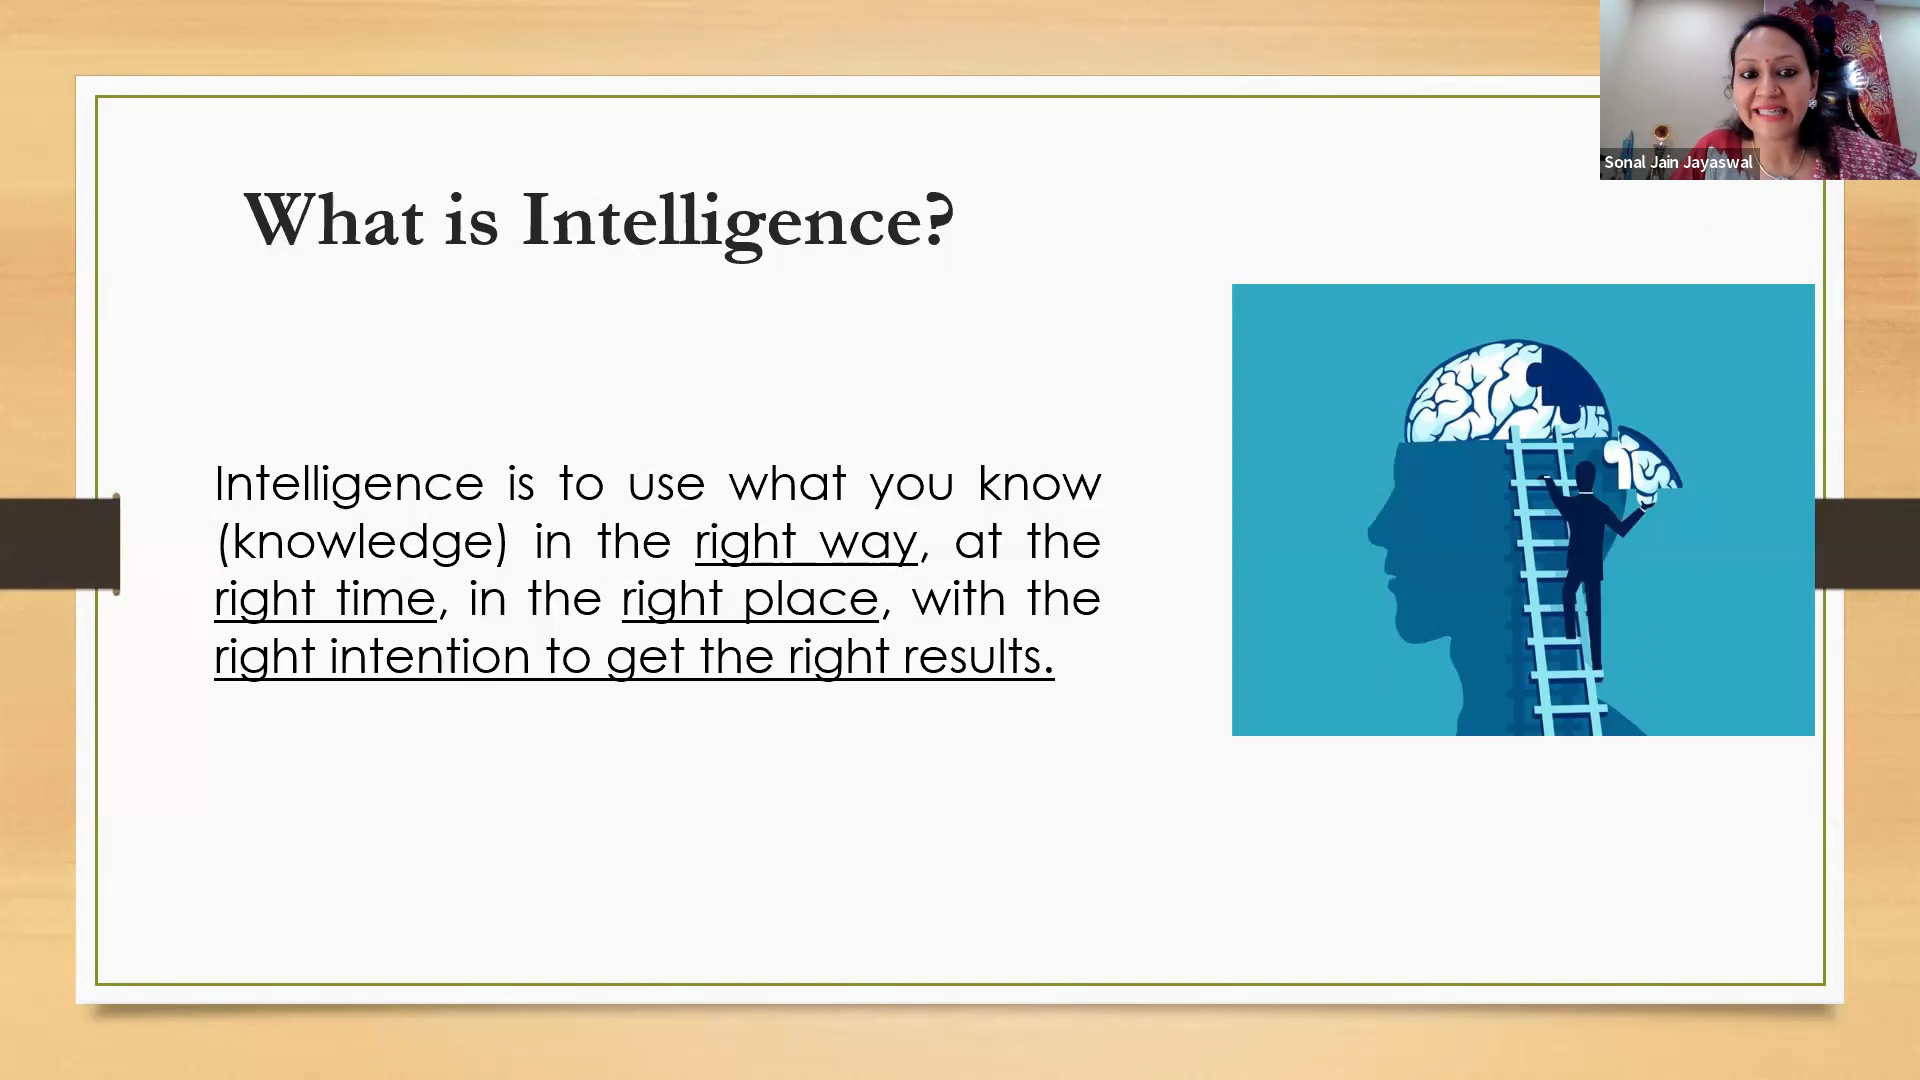 Sonal Jain Jayaswal
What is Intelligence?
Intelligence is to use what you know
(knowledge) in the right way, at the
right time, in the right place, with the
right intention to get the right results.